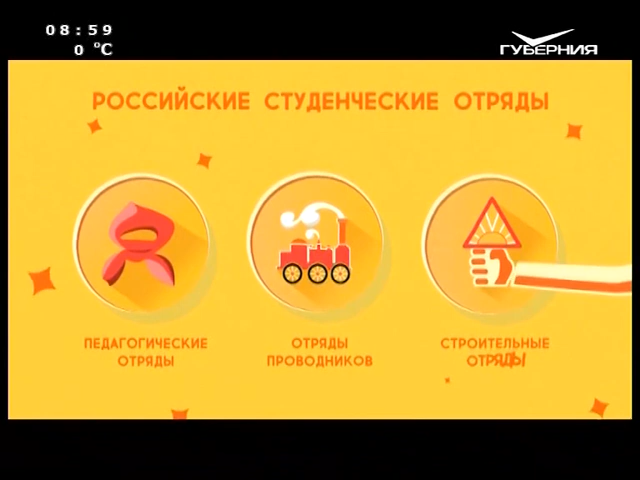 08:59
0 °C
ГУБЕРНИЯ
РОССИЙСКИЕ СТУДЕНЧЕСКИЕ ОТРЯДЫ
ПЕДАГОГИЧЕСКИЕ
ОТРЯДЫ
ОТРЯДЫ
ПРОВОДНИКОВ
СТРОИТЕЛЬНЫЕ
ОТРЯДЫ